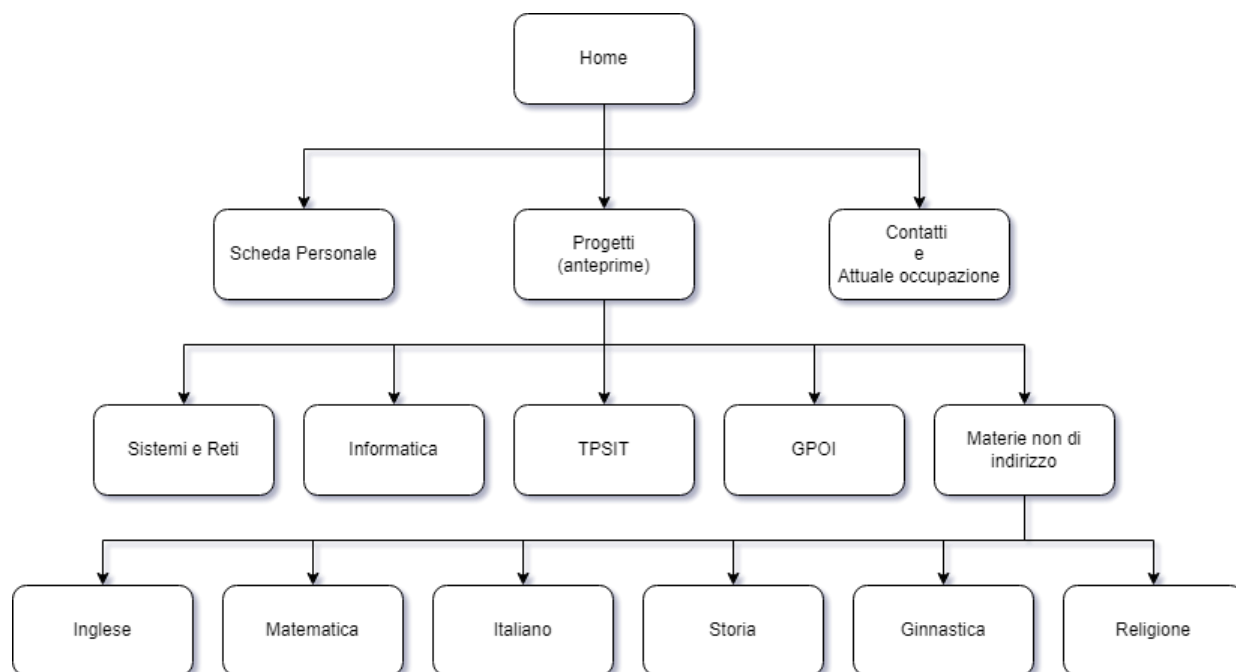 Home
Scheda Personale
Progetti
(anteprime)
Contatti
e
Attuale occupazione
Sistemi e Reti
Informatica
TPSIT
GPOI
Materie non di
indirizzo
Inglese
Matematica
Italiano
Storia
Ginnastica
Religione